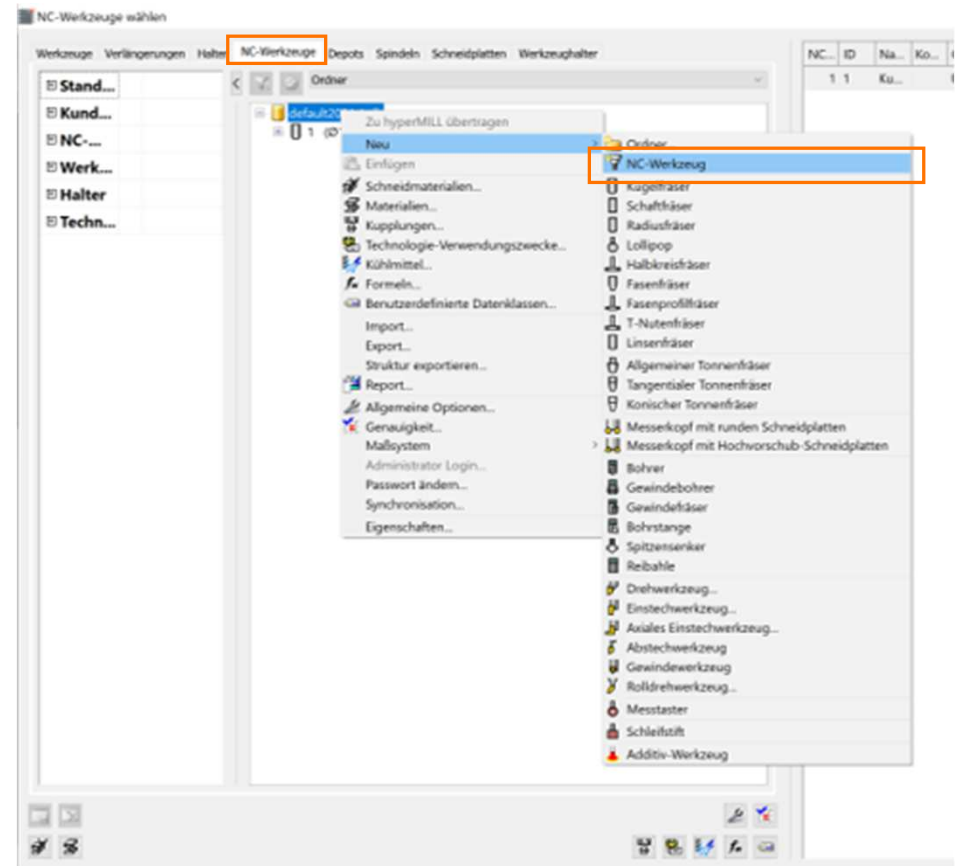 NC-Werkzeuge wählen
Werkzeuge Verlängerungen Halter NC-Werkzeuge Depots Spindeln Schneidplatten Werkzeughalter
NC... ID Na... Ko...
1 1 Ku...
Stand...
Kund...
NC-...
Werk...
Halter
Techn...
Ordner
1
Zu hyperMILL übertragen
Neu
Einfügen
Schneidmaterialien...
Materialien...
Kupplungen...
Technologie-Verwendungszwecke...
Kühlmittel...
Formeln...
Benutzerdefinierte Datenklassen...
Import...
Export...
Struktur exportieren...
Report...
Allgemeine Optionen...
Genauigkeit...
Maßsystem
Administrator Login...
Passwort ändern...
Synchronisation...
Eigenschaften...
Ordner...
NC-Werkzeug
Kugelfräser
Schaftfräser
Radiusfräser
Lollipop
Halbkreisfräser
Fasenfräser
Fasenprofilfräser
T-Nutenfräser
Linsenfräser
Allgemeiner Tonnenfräser
Tangentialer Tonnenfräser
Konischer Tonnenfräser
Messerkopf mit runden Schneidplatten
Messerkopf mit Hochvorschub-Schneidplatten
Bohrer
Gewindebohrer
Gewindefräser
Bohrstange
Spitzensenker
Reibahle
Drehwerkzeug...
Einstechwerkzeug...
Axiales Einstechwerkzeug...
Abstechwerkzeug
Gewindewerkzeug
Rolldrehwerkzeug...
Messtaster
Schleifstift
Additiv-Werkzeug